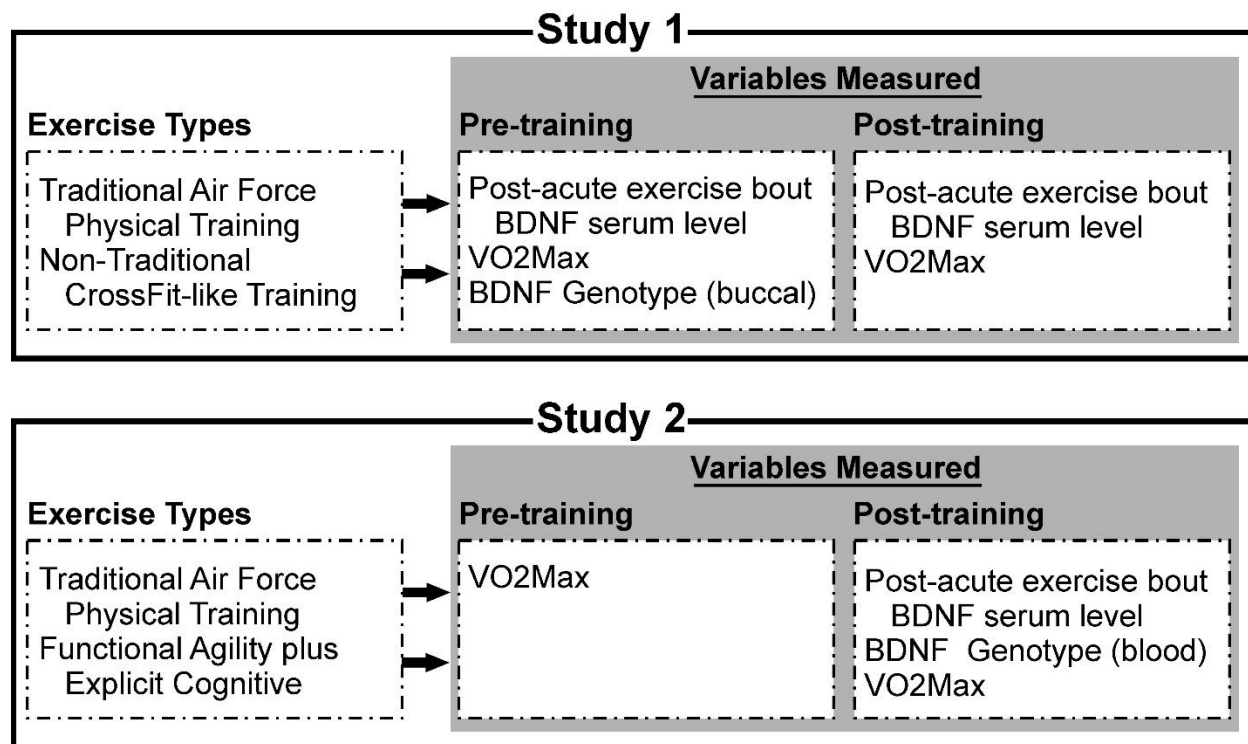 Study 1
Variables Measured
Exercise Types
Pre-training
Post-training
Traditional Air Force
Physical Training
Non-Traditional
CrossFit-like Training
Post-acute exercise bout
BDNF serum level
VO2Max
BDNF Genotype (buccal)
Post-acute exercise bout
BDNF serum level
VO2Max
Study 2
Variables Measured
Exercise Types
Pre-training
Post-training
Traditional Air Force
Physical Training
Functional Agility plus
Explicit Cognitive
VO2Max
Post-acute exercise bout
BDNF serum level
BDNF Genotype (blood)
VO2Max